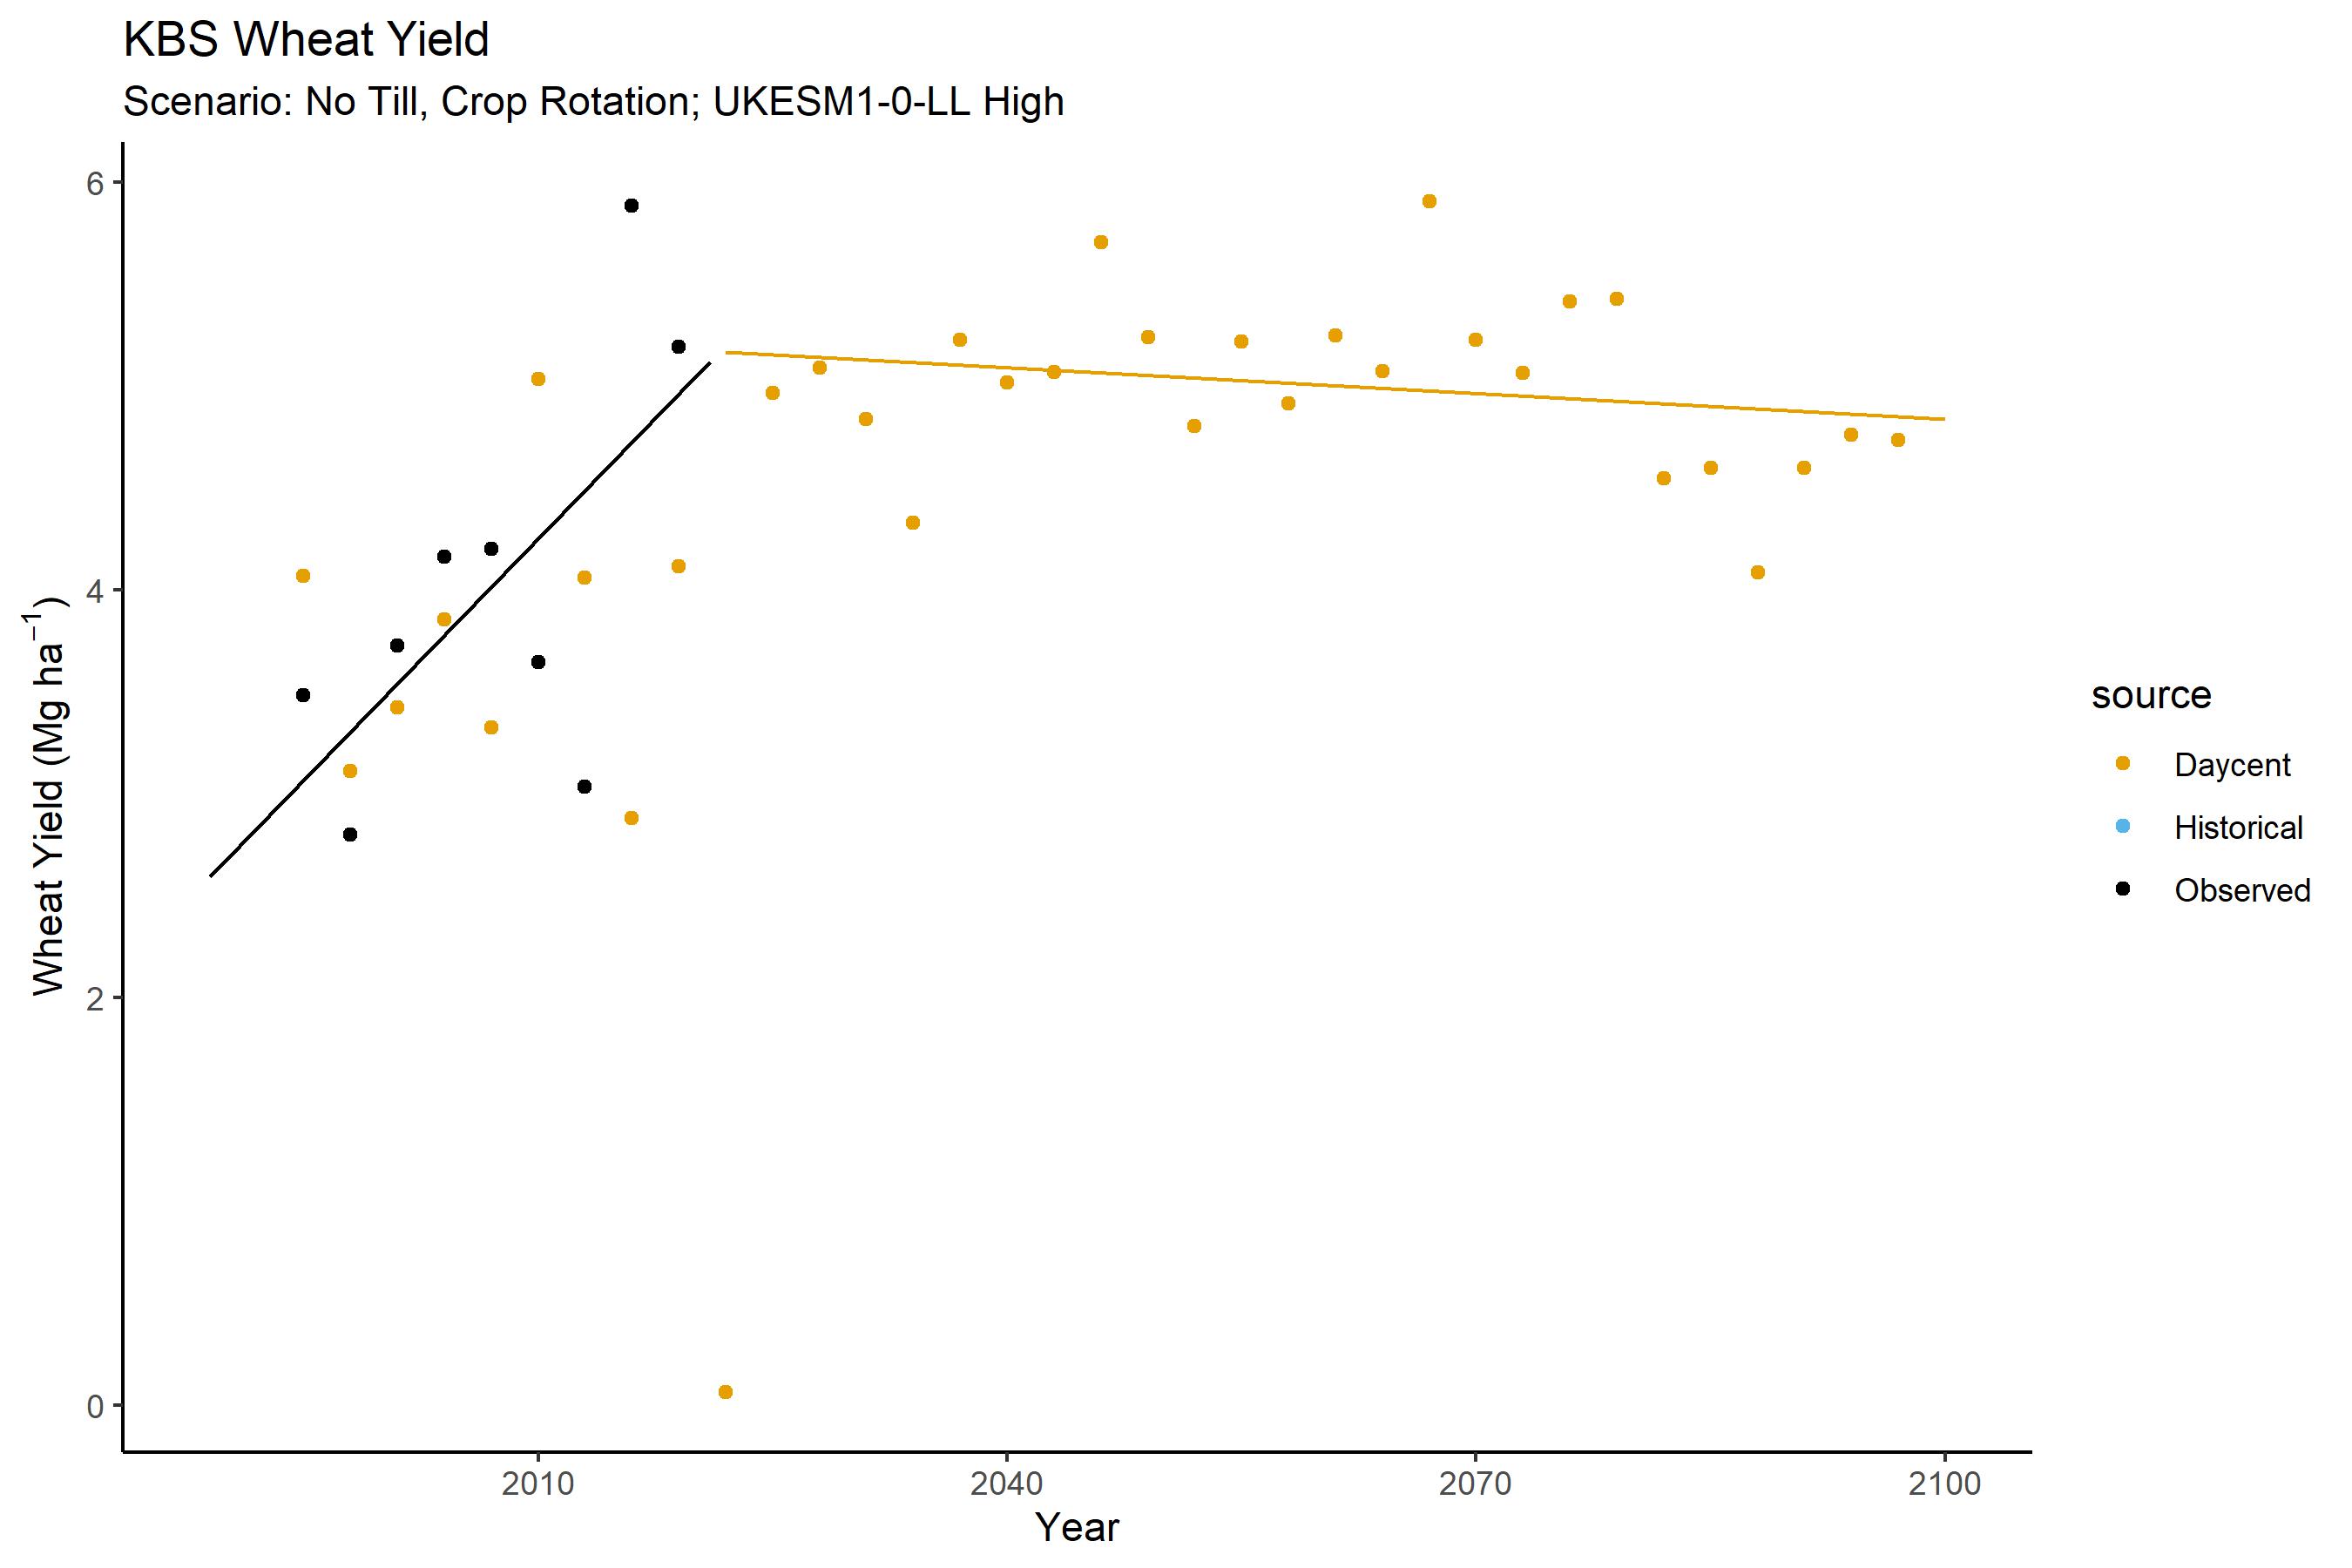 KBS Wheat Yield
Scenario: No Till, Crop Rotation; UKESM1-0-LL High
6
4
2
0
Wheat Yield (Mg ha⁻¹)
2010
2040
2070
2100
Year
source
Daycent
Historical
Observed